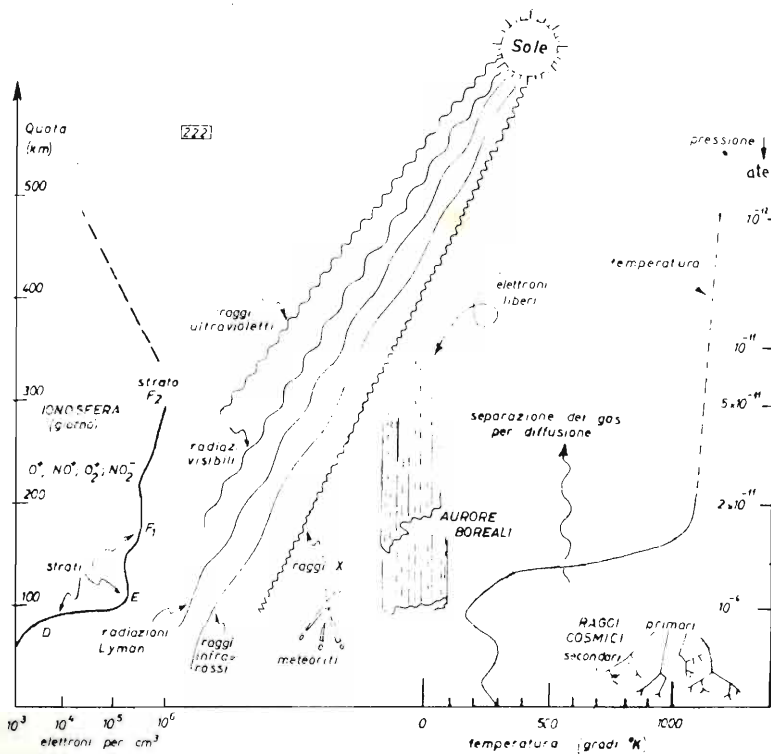 Sole
Quota
(km)
222
pressione
ate
500
1
10⁻¹²
temperatura
400
elettroni
liberi
raggi
ultravioletti
10⁻¹¹
strato
F₂
300
IONOSFERA
(giorno)
separazione dei gas
per diffusione
5×10⁻¹¹
radiaz.
visibili
O⁺, NO⁺, O₂⁺; NO₂⁻
200
F₁
AURORE
BOREALI
2×10⁻¹¹
strati
raggi X
100
D
E
10⁻⁶
radiazioni
Lyman
raggi
infra-
rossi
meteoriti
RAGGI
COSMICI
primari
secondari
10³
10⁴
10⁵
10⁶
0
500
1000
elettroni per cm³
temperatura (gradi °K)